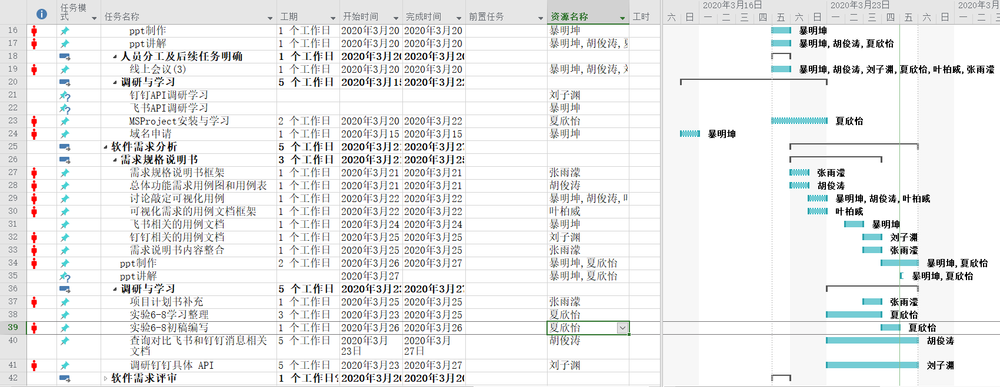 任务模式 任务名称 工期 开始时间 完成时间 前置任务 资源名称 工时
2020年3月16日 2020年3月23日 2020年3月
六 日 一 二 三 四 五 六 日 一 二 三 四 五 六 日 一 二 三
16 ppt制作 1 个工作日 2020年3月20 2020年3月20 暴明坤 暴明坤
17 ppt讲解 1 个工作日 2020年3月20 2020年3月20 暴明坤,胡俊涛,夏 暴明坤,胡俊涛,夏欣怡
18 人员分工及后续任务明确 1 个工作日 2020年3月20 2020年3月20
19 线上会议(3) 1 个工作日 2020年3月20 2020年3月20 暴明坤,胡俊涛,刘 暴明坤,胡俊涛,刘子渊,夏欣怡,叶柏威,张雨濛
20 调研与学习 5 个工作日 2020年3月15 2020年3月22
21 钉钉API调研学习 刘子渊
22 飞书API调研学习 暴明坤
23 MSProject安装与学习 2 个工作日 2020年3月20 2020年3月22 夏欣怡 夏欣怡
24 域名申请 1 个工作日 2020年3月15 2020年3月15 暴明坤 暴明坤
25 软件需求分析 5 个工作日 2020年3月21 2020年3月27
26 需求规格说明书 3 个工作日 2020年3月21 2020年3月25
27 需求规格说明书框架 1 个工作日 2020年3月21 2020年3月21 张雨濛 张雨濛
28 总体功能需求用例图和用例表 1 个工作日 2020年3月21 2020年3月21 胡俊涛 胡俊涛
29 讨论敲定可视化用例 1 个工作日 2020年3月22 2020年3月22 暴明坤,胡俊涛,叶 暴明坤,胡俊涛,叶柏威
30 可视化需求的用例文档框架 1 个工作日 2020年3月22 2020年3月22 叶柏威 叶柏威
31 飞书相关的用例文档 1 个工作日 2020年3月24 2020年3月24 暴明坤 暴明坤
32 钉钉相关的用例文档 1 个工作日 2020年3月25 2020年3月25 刘子渊 刘子渊
33 需求说明书内容整合 1 个工作日 2020年3月25 2020年3月25 张雨濛 张雨濛
34 ppt制作 2 个工作日 2020年3月26 2020年3月27 暴明坤,夏欣怡 暴明坤,夏欣怡
35 ppt讲解 2020年3月27 暴明坤,夏欣怡 暴明坤,夏欣怡
36 调研与学习 5 个工作日 2020年3月23 2020年3月27
37 项目计划书补充 1 个工作日 2020年3月25 2020年3月25 张雨濛 张雨濛
38 实验6-8学习整理 3 个工作日 2020年3月23 2020年3月25 夏欣怡 夏欣怡
39 实验6-8初稿编写 1 个工作日 2020年3月26 2020年3月26 夏欣怡 夏欣怡
40 查询对比飞书和钉钉消息相关文档 5 个工作日 2020年3月23日 2020年3月27日 胡俊涛 胡俊涛
41 调研钉钉具体 API 5 个工作日 2020年3月23 2020年3月27 刘子渊 刘子渊
42 软件需求评审 1 个工作日? 2020年3月20 2020年3月20